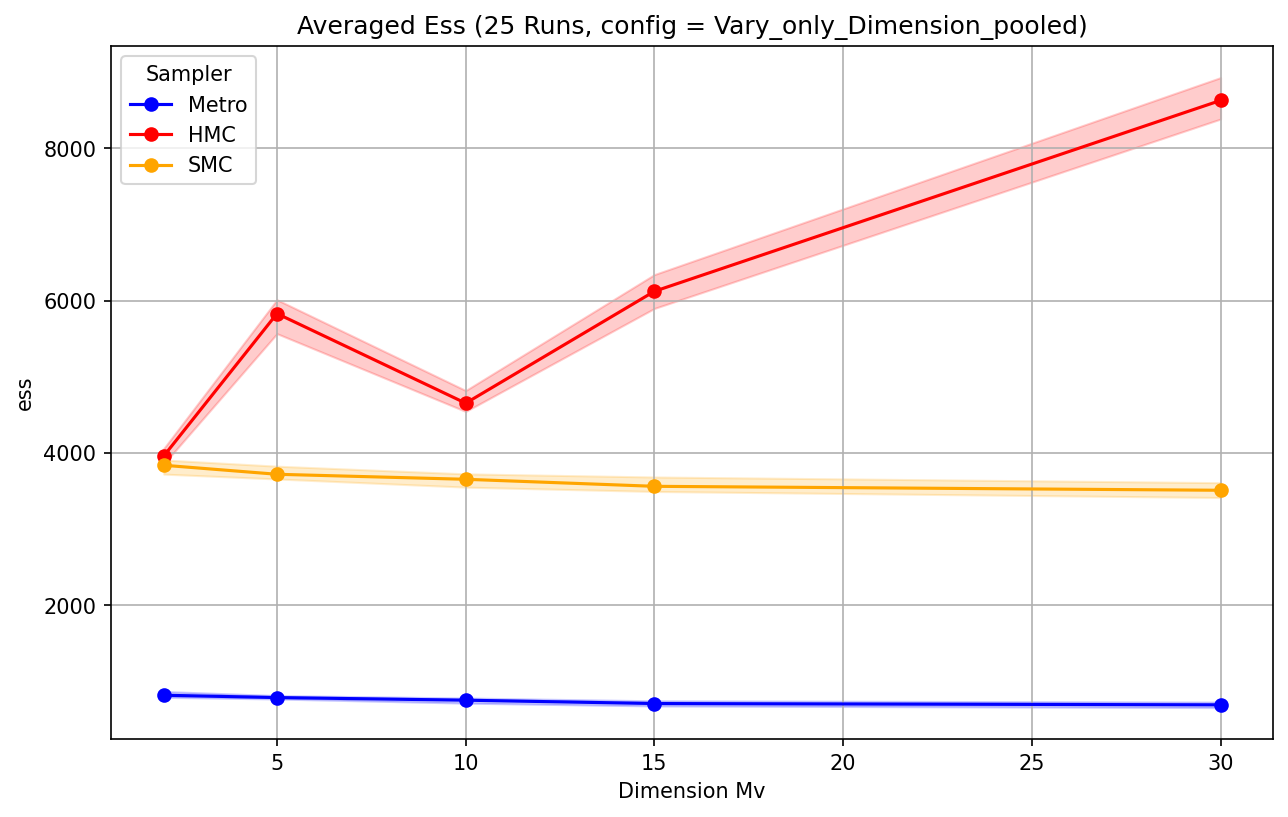 Averaged Ess (25 Runs, config = Vary_only_Dimension_pooled)
Sampler
Metro
HMC
SMC
8000
6000
4000
2000
ess
5 10 15 20 25 30
Dimension Mv